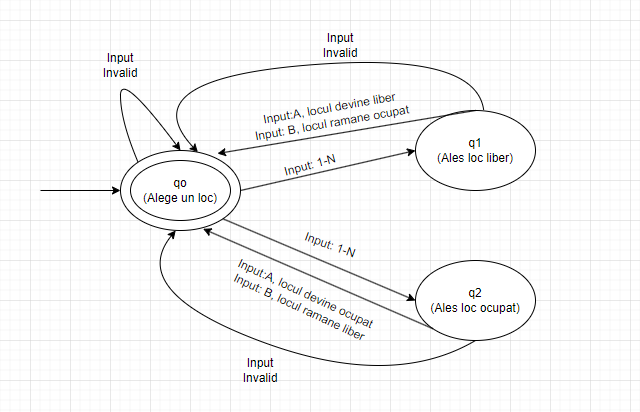 Input
Invalid
Input
Invalid
Input:A, locul devine liber
Input: B, locul ramane ocupat
q1
(Ales loc liber)
Input: 1-N
qo
(Alege un loc)
Input: 1-N
q2
(Ales loc ocupat)
Input:A, locul devine ocupat
Input: B, locul ramane liber
Input
Invalid